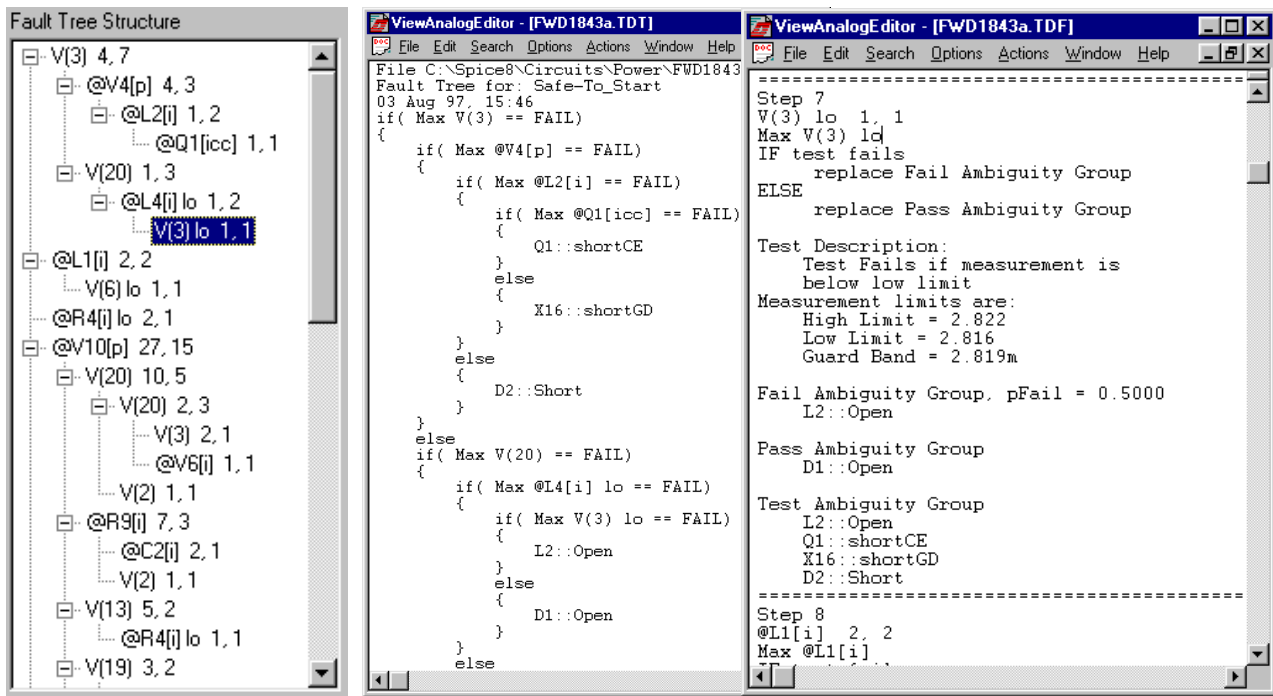 Fault Tree Structure
V(3) 4, 7
@V4[p] 4, 3
@L2[i] 1, 2
@Q1[icc] 1, 1
V(20) 1, 3
@L4[i] lo 1, 2
V(3) lo 1, 1
@L1[i] 2, 2
V(6) lo 1, 1
@R4[i] lo 2, 1
@V10[p] 27, 15
V(20) 10, 5
V(20) 2, 3
V(3) 2, 1
@V6[i] 1, 1
V(2) 1, 1
@R9[i] 7, 3
@C2[i] 2, 1
V(2) 1, 1
V(13) 5, 2
@R4[i] lo 1, 1
V(19) 3, 2
ViewAnalogEditor - [FWD1843a.TDT]
File Edit Search Options Actions Window Help
File C:\Spice8\Circuits\Power\FWD1843
Fault Tree for: Safe-To_Start
03 Aug 97, 15:46
if( Max V(3) == FAIL)
{
if( Max @V4[p] == FAIL)
{
if( Max @L2[i] == FAIL)
{
if( Max @Q1[icc] == FAIL)
{
Q1::shortCE
}
else
{
X16::shortGD
}
}
else
{
D2::Short
}
}
else
if( Max V(20) == FAIL)
{
if( Max @L4[i] lo == FAIL)
{
if( Max V(3) lo == FAIL)
{
L2::Open
}
else
{
D1::Open
}
}
else
ViewAnalogEditor - [FWD1843a.TDF]
File Edit Search Options Actions Window Help
================================================
Step 7
V(3) lo 1, 1
Max V(3) lo
IF test fails
replace Fail Ambiguity Group
ELSE
replace Pass Ambiguity Group
Test Description:
Test Fails if measurement is
below low limit
Measurement limits are:
High Limit = 2.822
Low Limit = 2.816
Guard Band = 2.819m
Fail Ambiguity Group, pFail = 0.5000
L2::Open
Pass Ambiguity Group
D1::Open
Test Ambiguity Group
L2::Open
Q1::shortCE
X16::shortGD
D2::Short
================================================
Step 8
@L1[i] 2, 2
Max @L1[i]